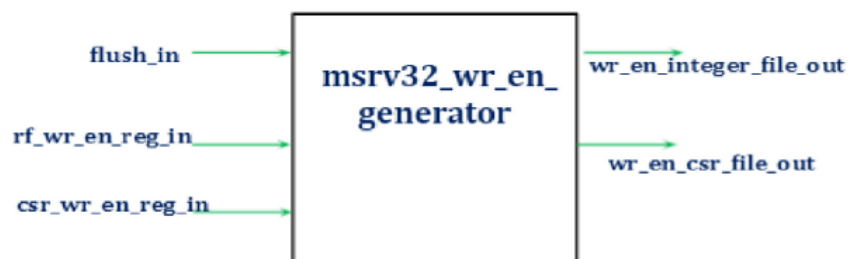 flush_in
rf_wr_en_reg_in
csr_wr_en_reg_in
msrv32_wr_en_
generator
wr_en_integer_file_out
wr_en_csr_file_out